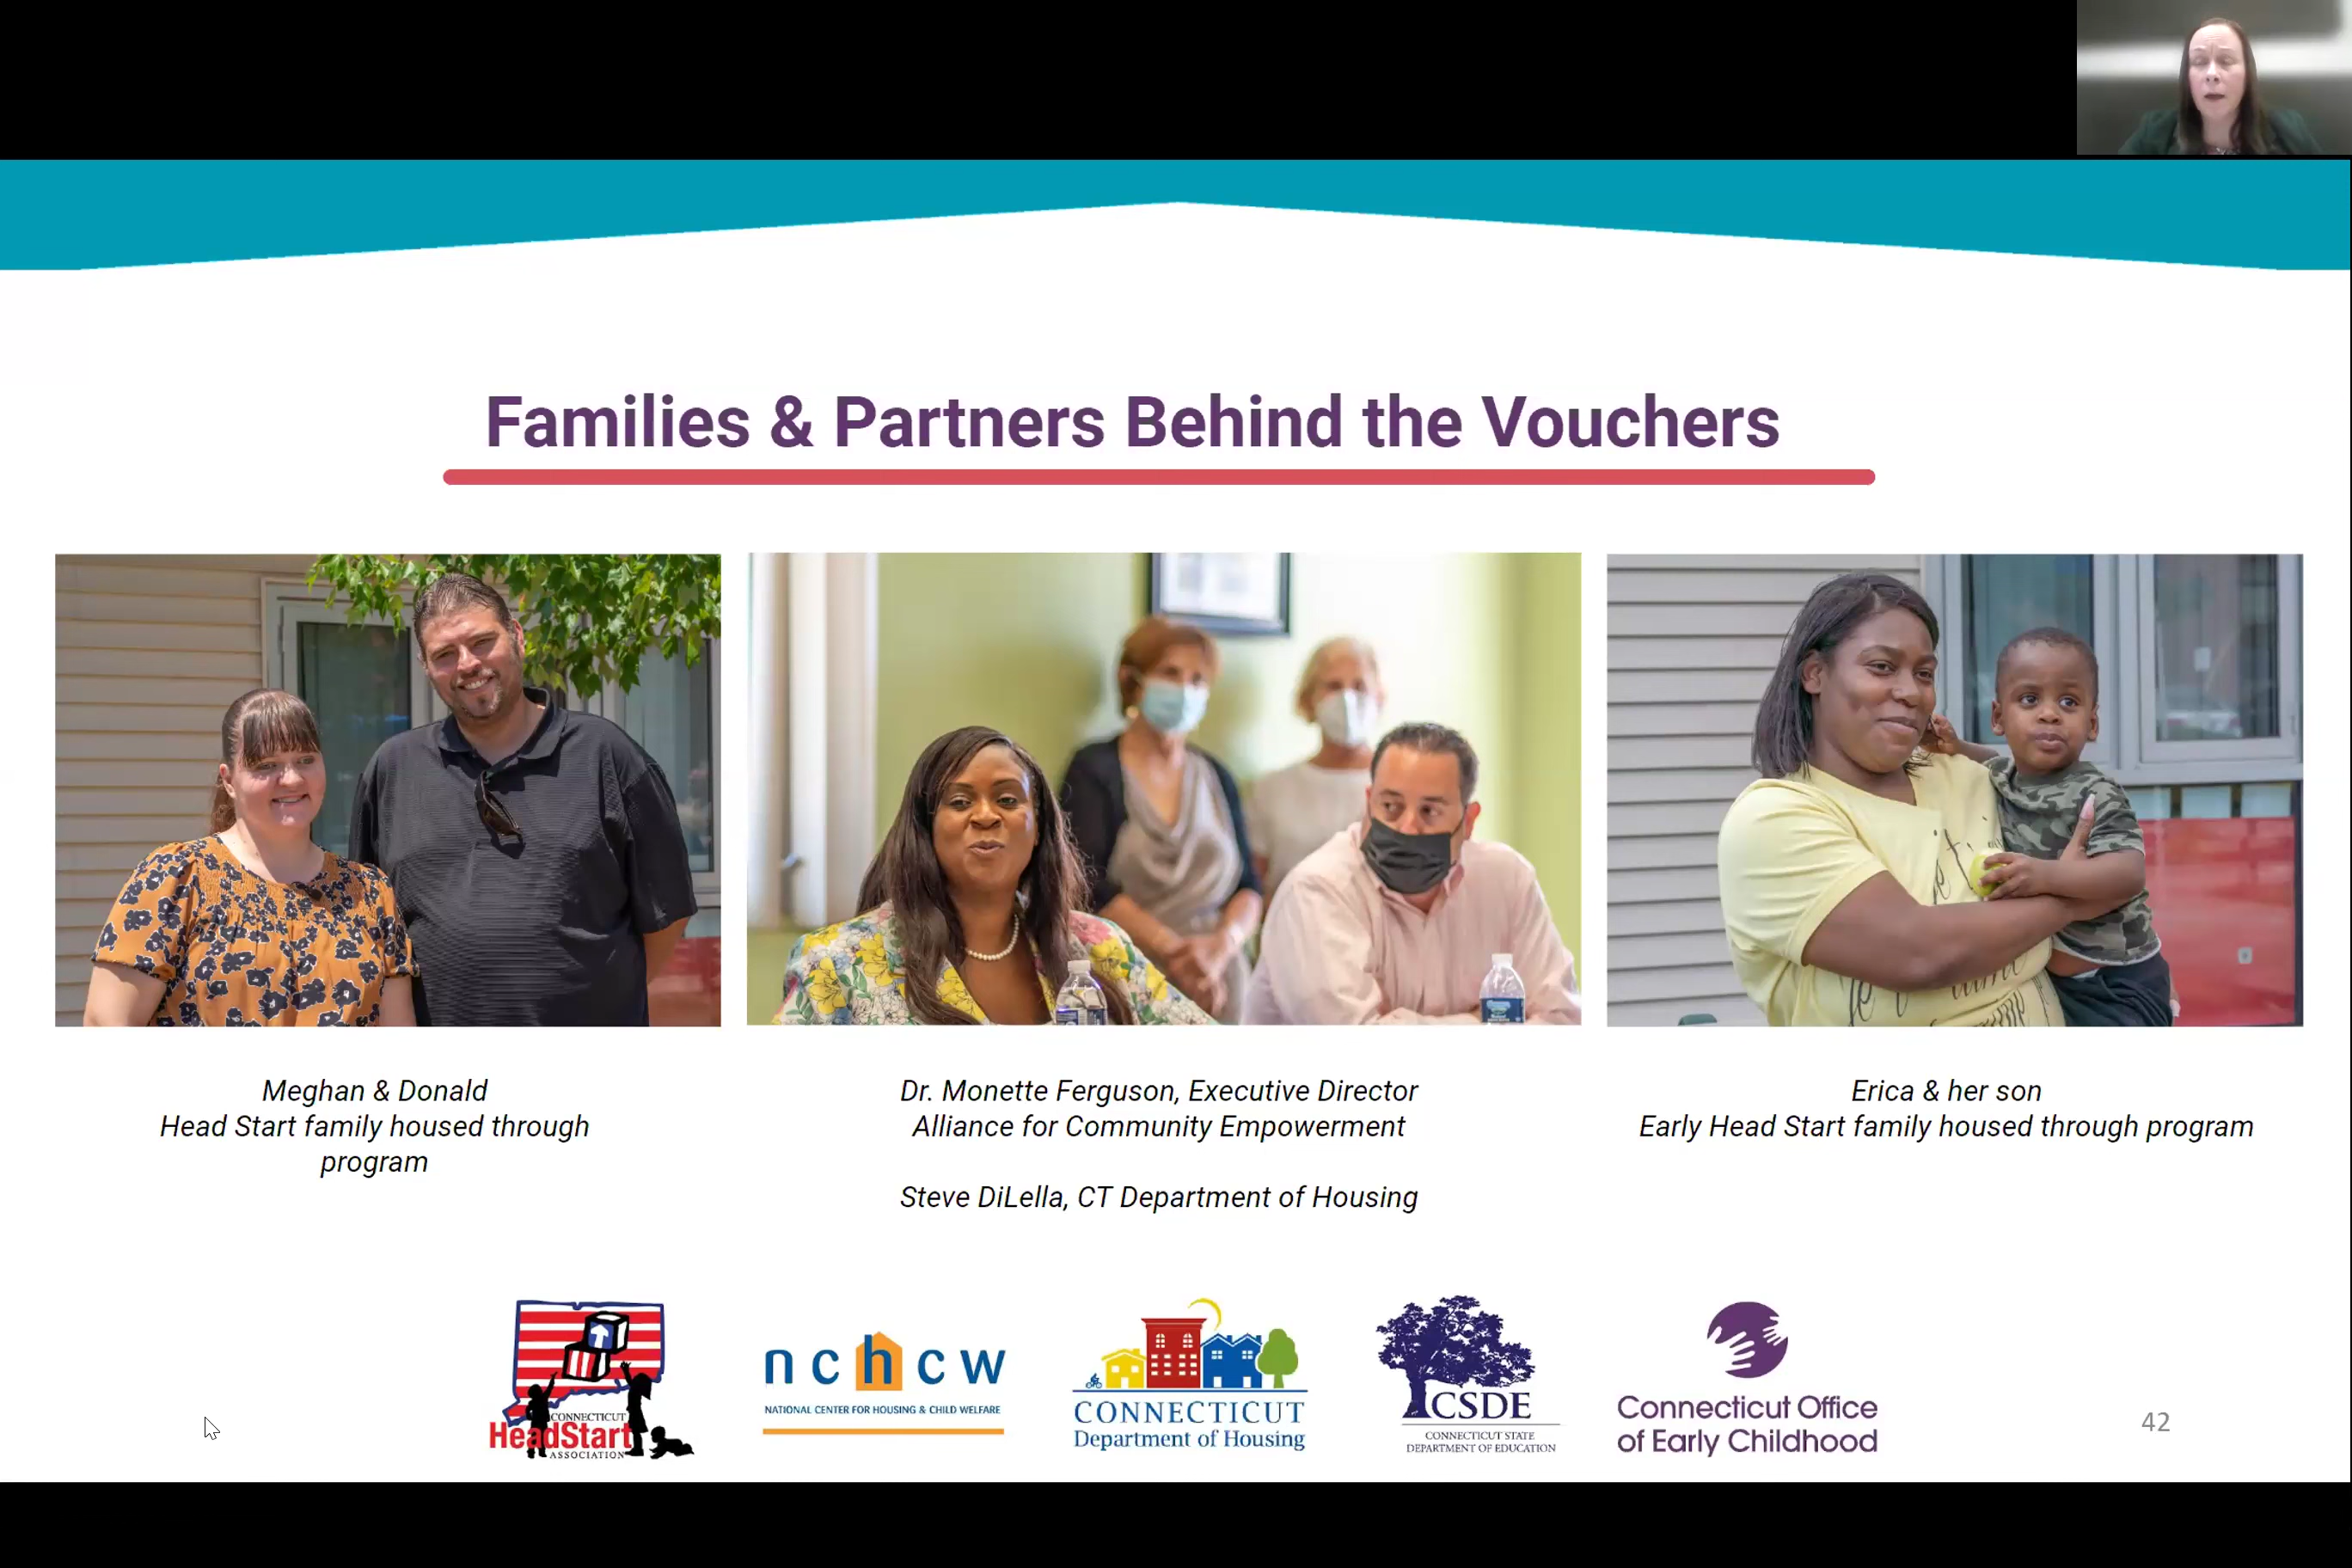 Families & Partners Behind the Vouchers
Meghan & Donald
Head Start family housed through
program
Dr. Monette Ferguson, Executive Director
Alliance for Community Empowerment
Steve DiLella, CT Department of Housing
Erica & her son
Early Head Start family housed through program
CONNECTICUT
HeadStart
ASSOCIATION
nchcw
NATIONAL CENTER FOR HOUSING & CHILD WELFARE
CONNECTICUT
Department of Housing
CSDE
CONNECTICUT STATE
DEPARTMENT OF EDUCATION
Connecticut Office
of Early Childhood
42